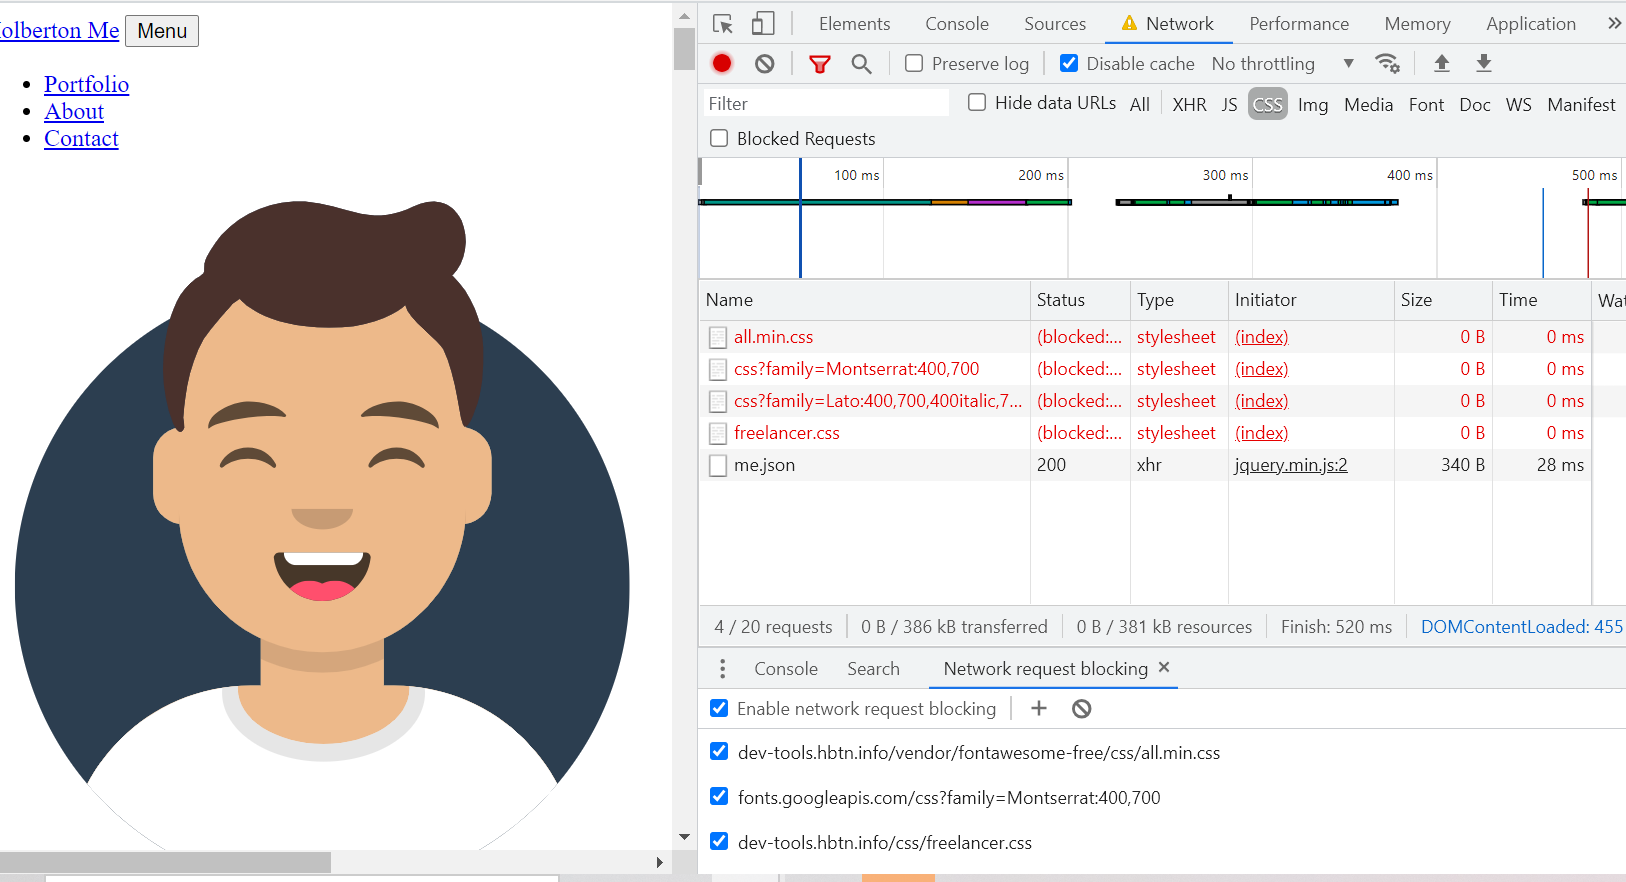 olberton Me Menu
Portfolio
About
Contact
Elements Console Sources Network Performance Memory Application
Preserve log Disable cache No throttling
Filter Hide data URLs All XHR JS CSS Img Media Font Doc WS Manifest
Blocked Requests
100 ms 200 ms 300 ms 400 ms 500 ms
Name Status Type Initiator Size Time Wat
all.min.css (blocked:... stylesheet (index) 0 B 0 ms
css?family=Montserrat:400,700 (blocked:... stylesheet (index) 0 B 0 ms
css?family=Lato:400,700,400italic,7... (blocked:... stylesheet (index) 0 B 0 ms
freelancer.css (blocked:... stylesheet (index) 0 B 0 ms
me.json 200 xhr jquery.min.js:2 340 B 28 ms
4 / 20 requests 0 B / 386 kB transferred 0 B / 381 kB resources Finish: 520 ms DOMContentLoaded: 455
Console Search Network request blocking
Enable network request blocking
dev-tools.hbtn.info/vendor/fontawesome-free/css/all.min.css
fonts.googleapis.com/css?family=Montserrat:400,700
dev-tools.hbtn.info/css/freelancer.css